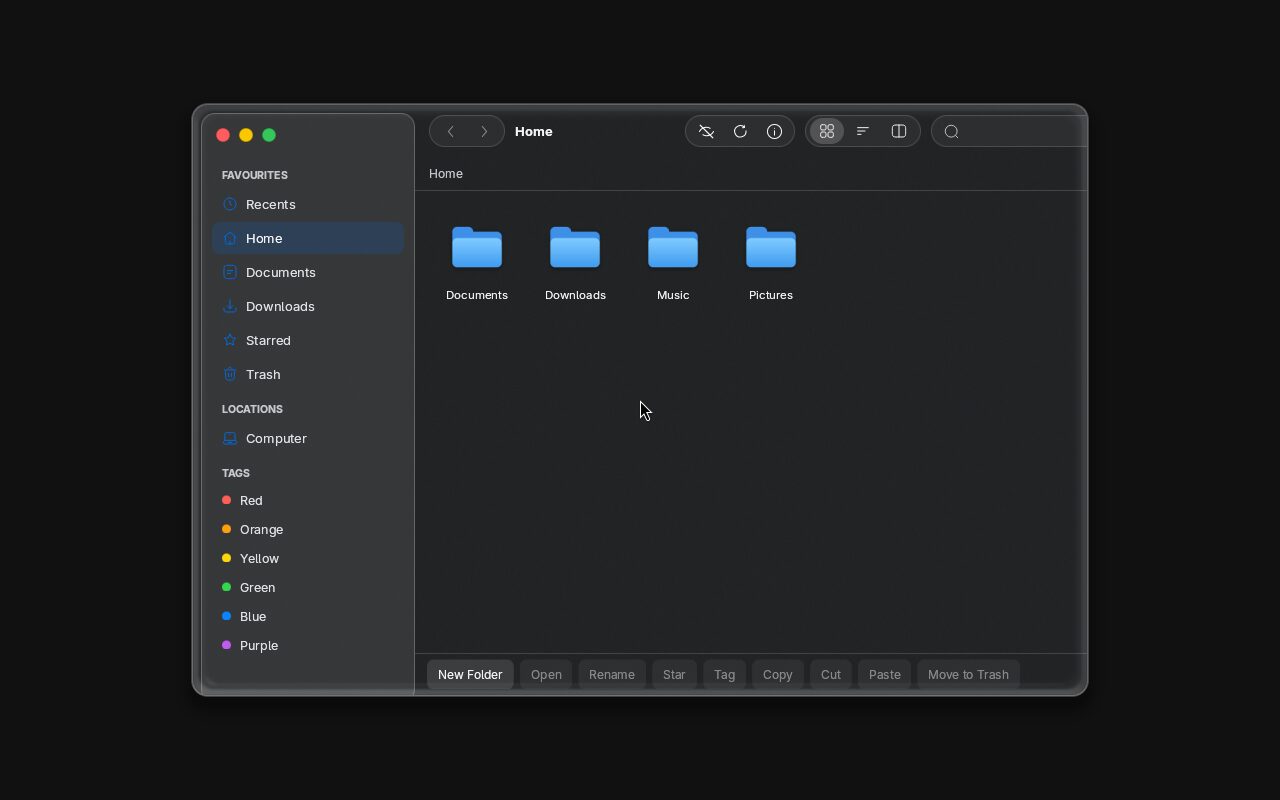 Home
FAVOURITES
Recents
Home
Documents
Downloads
Starred
Trash
LOCATIONS
Computer
TAGS
Red
Orange
Yellow
Green
Blue
Purple
Home
Documents Downloads Music Pictures
New Folder Open Rename Star Tag Copy Cut Paste Move to Trash